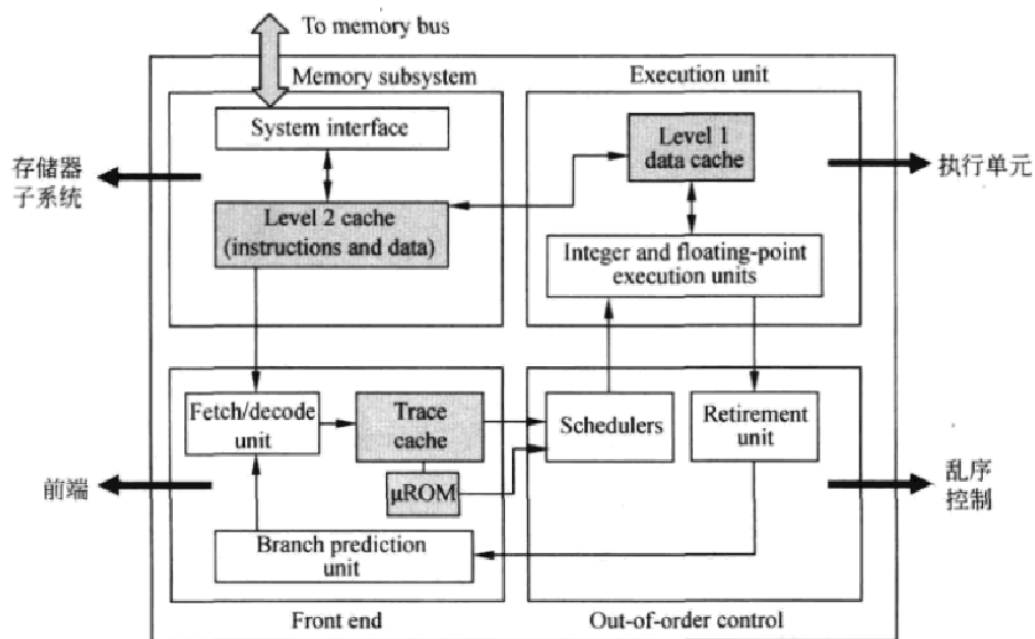 To memory bus
Memory subsystem
Execution unit
System interface
Level 1
data cache
存储器
子系统
执行单元
Level 2 cache
(instructions and data)
Integer and floating-point
execution units
Fetch/decode
unit
Trace
cache
Schedulers
Retirement
unit
前端
μROM
乱序
控制
Branch prediction
unit
Front end
Out-of-order control